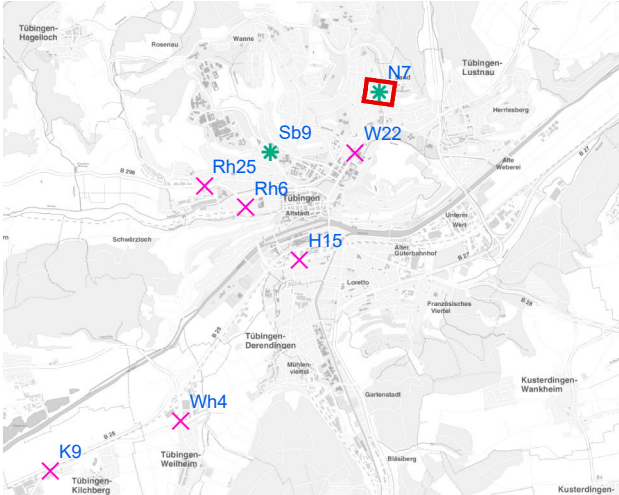 Tübingen-
Hagelloch
Rosenau
Wanne
N7
Tübingen-
Lustnau
Herrlesberg
Sb9
W22
Alte
Weberei
B 27
B 296
Rh25
Rh6
Tübingen
Altstadt
Unterm
Wert
Schwärzloch
H15
Alter
Güterbahnhof
B 27
Loretto
Französisches
Viertel
B 28
B 28
Tübingen-
Derendingen
Mühlen-
viertel
Gartenstadt
Kusterdingen-
Wankheim
Wh4
B 28
K9
Tübingen-
Weilheim
Bläsiberg
Tübingen-
Kilchberg
Kusterdingen-